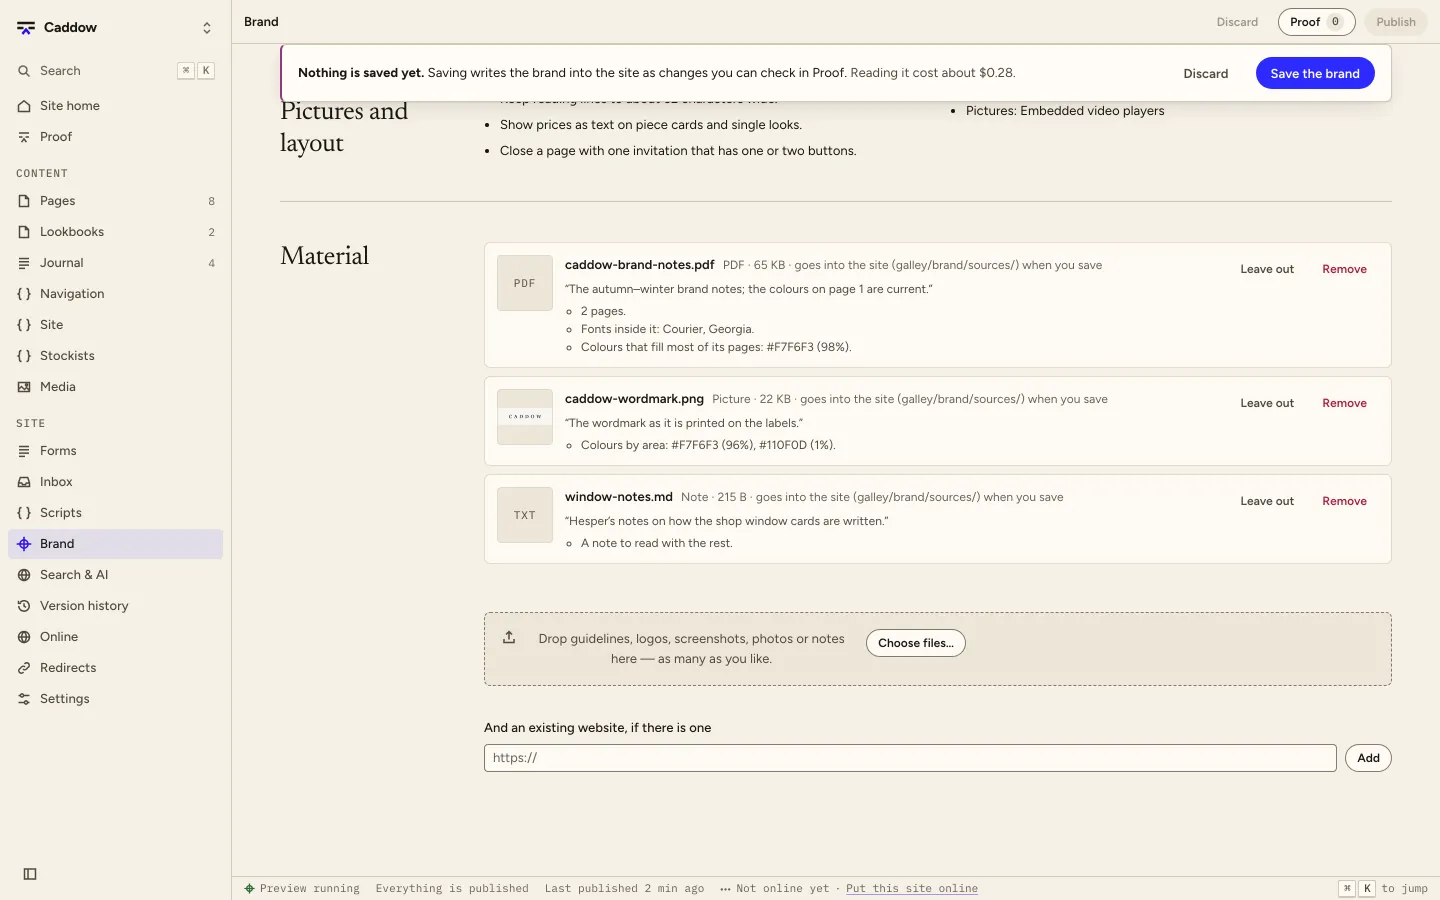 Caddow
Search
⌘ K
Site home
Proof
CONTENT
Pages 8
Lookbooks 2
Journal 4
Navigation
Site
Stockists
Media
SITE
Forms
Inbox
Scripts
Brand
Search & AI
Version history
Online
Redirects
Settings
Brand
Discard
Proof 0
Publish
Nothing is saved yet. Saving writes the brand into the site as changes you can check in Proof. Reading it cost about $0.28.
Discard
Save the brand
Pictures and
layout
Show prices as text on piece cards and single looks.
Close a page with one invitation that has one or two buttons.
Pictures: Embedded video players
Material
PDF
caddow-brand-notes.pdf PDF · 65 KB · goes into the site (galley/brand/sources/) when you save
“The autumn–winter brand notes; the colours on page 1 are current.”
2 pages.
Fonts inside it: Courier, Georgia.
Colours that fill most of its pages: #F7F6F3 (98%).
Leave out
Remove
CADDOW
caddow-wordmark.png Picture · 22 KB · goes into the site (galley/brand/sources/) when you save
“The wordmark as it is printed on the labels.”
Colours by area: #F7F6F3 (96%), #110F0D (1%).
Leave out
Remove
TXT
window-notes.md Note · 215 B · goes into the site (galley/brand/sources/) when you save
“Hesper’s notes on how the shop window cards are written.”
A note to read with the rest.
Leave out
Remove
Drop guidelines, logos, screenshots, photos or notes
here — as many as you like.
Choose files…
And an existing website, if there is one
https://
Add
Preview running
Everything is published
Last published 2 min ago
Not online yet · Put this site online
⌘ K to jump